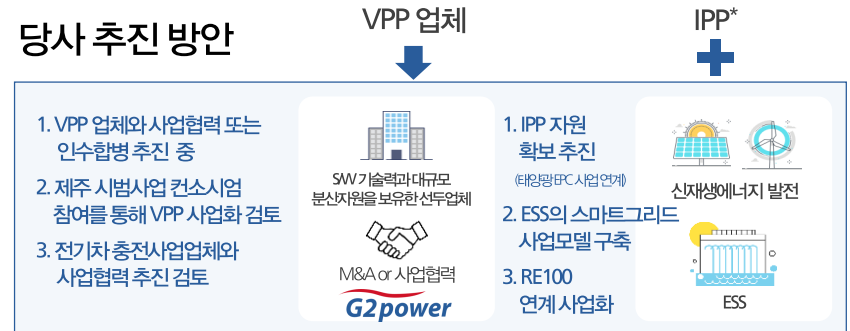 당사 추진 방안
VPP 업체
IPP*
1. VPP 업체와 사업협력 또는
인수합병 추진 중
2. 제주 시범사업 컨소시엄
참여를 통해 VPP 사업화 검토
3. 전기차 충전사업업체와
사업협력 추진 검토
S/W 기술력과 대규모
분산자원을 보유한 선두업체
M&A or 사업협력
G2power
1. IPP 자원
확보 추진
(태양광 EPC 사업 연계)
2. ESS의 스마트그리드
사업모델 구축
3. RE100
연계 사업화
신재생에너지 발전
ESS